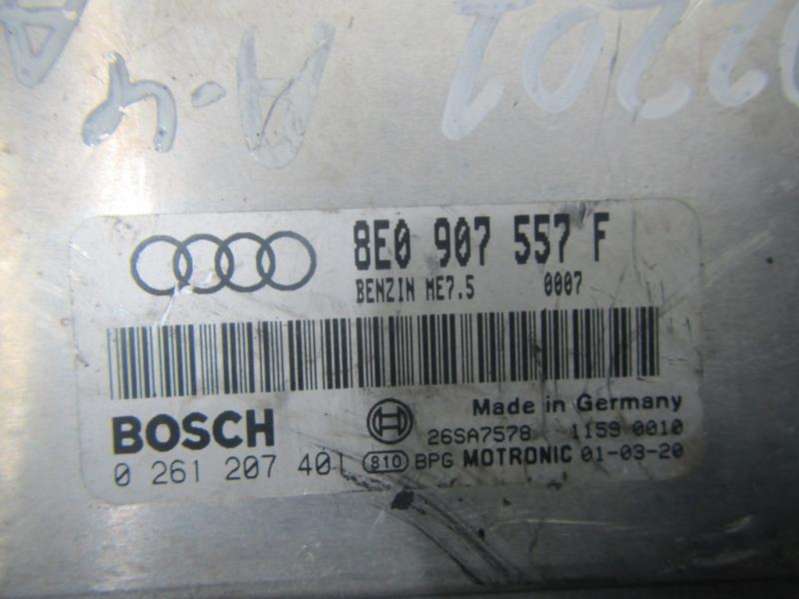 A-4
8E0 907 557 F
BENZIN ME7.5 0007
BOSCH
Made in Germany
26SA7578 1159 0010
0 261 207 401 810 BPG MOTRONIC 01-03-20